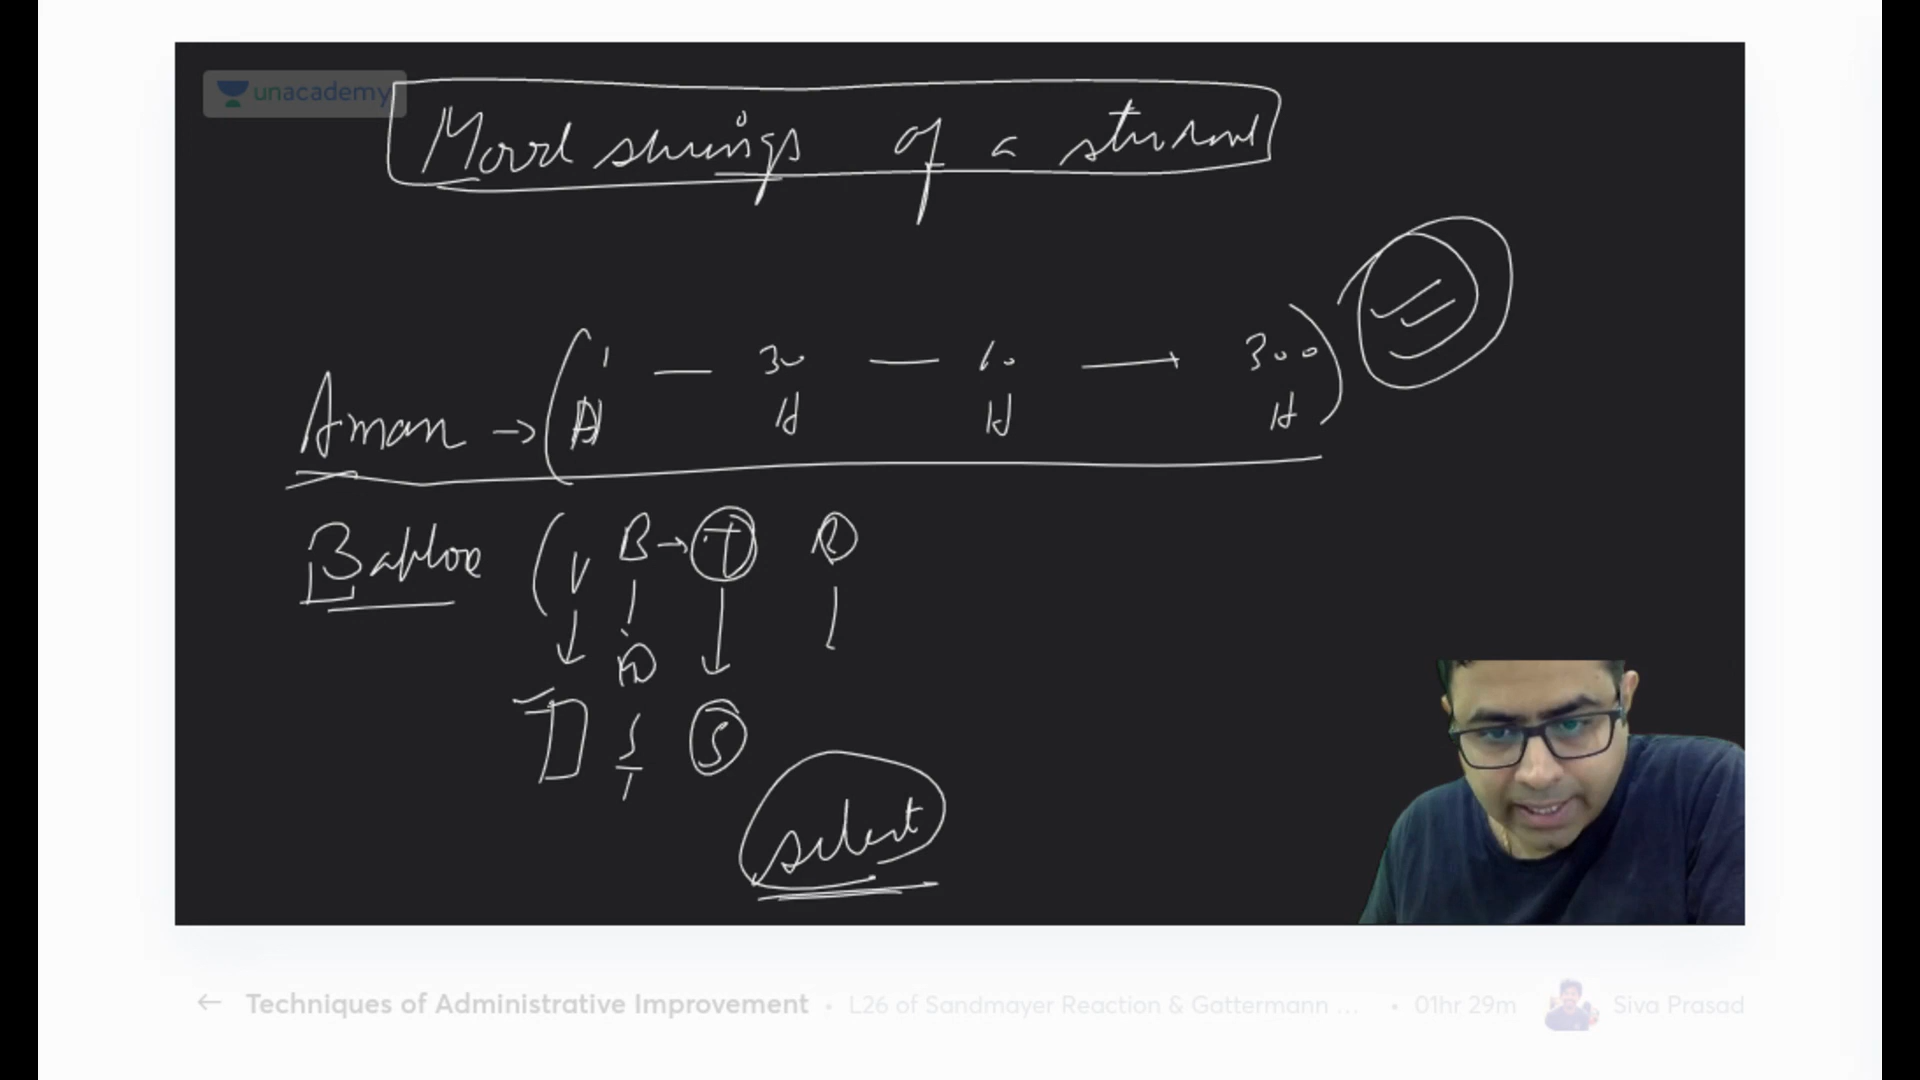 unacademy
Mood swings of a student
1 — 30 — 60 — 300
Aman → H H H H
Babloo ( V B → T R
D
S S
select
← Techniques of Administrative Improvement • L26 of Sandmayer Reaction & Gattermann ... • 01hr 29m Siva Prasad